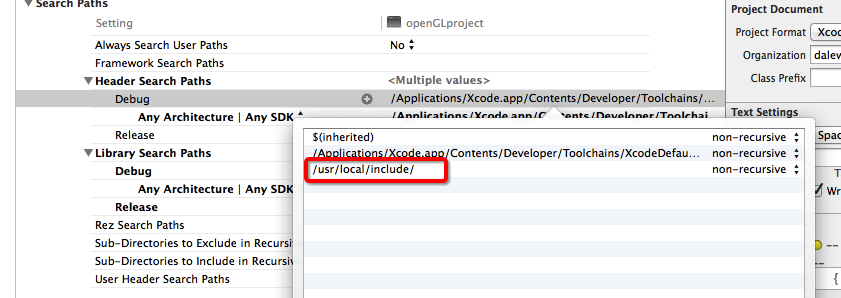 Search Paths
Setting openGLproject
Always Search User Paths No
Framework Search Paths
Header Search Paths <Multiple values>
Debug /Applications/Xcode.app/Contents/Developer/Toolchains/...
Any Architecture | Any SDK /Applications/Xcode.app/Contents/Developer/Toolchai
Release
Library Search Paths
Debug
Any Architecture | Any SDK
Release
Rez Search Paths
Sub-Directories to Exclude in Recursi
Sub-Directories to Include in Recursi
User Header Search Paths
$(inherited) non-recursive
/Applications/Xcode.app/Contents/Developer/Toolchains/XcodeDefau... non-recursive
/usr/local/include/ non-recursive
Project Document
Project Format Xco
Organization dalew
Class Prefix
Text Settings
Spac
Wr
{